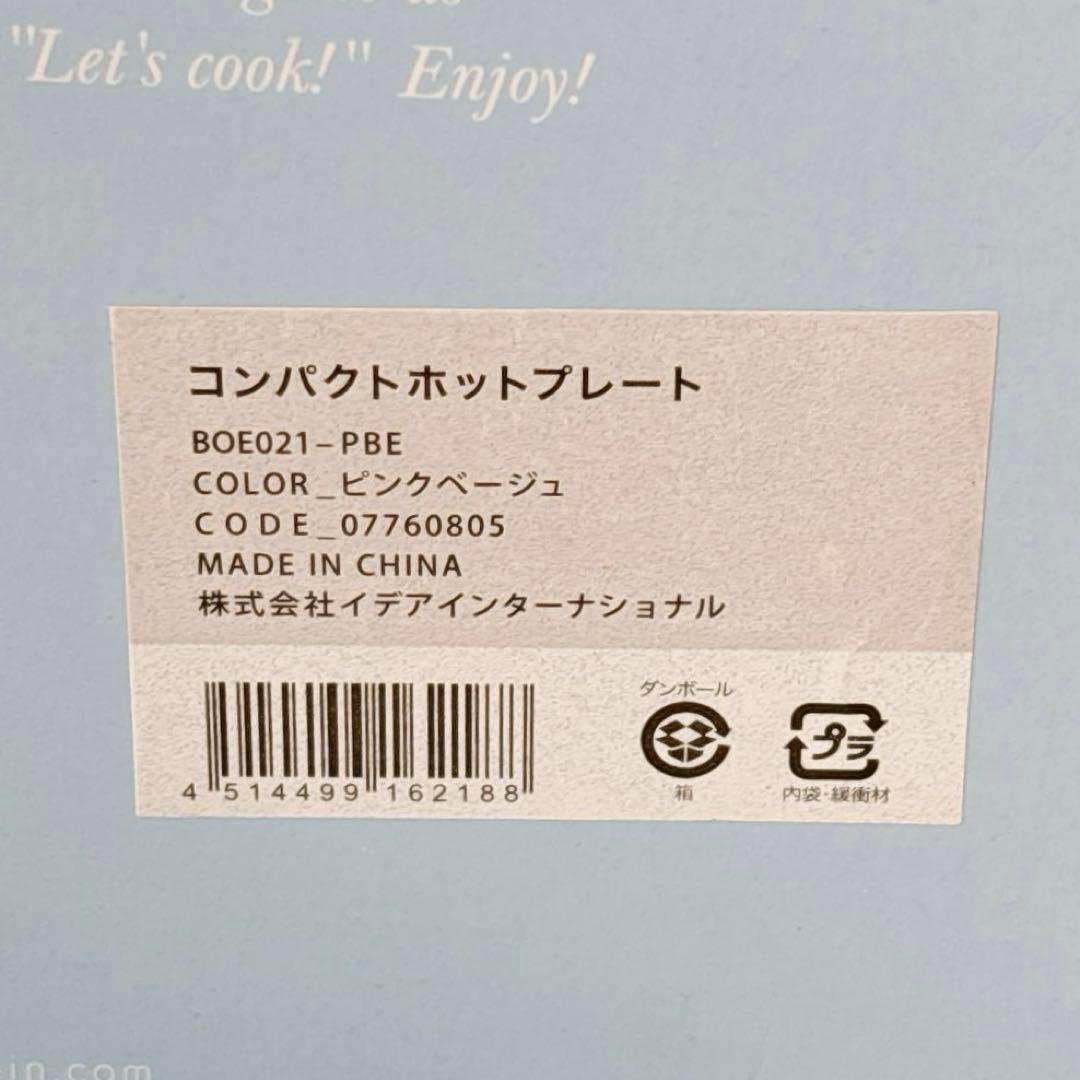 "Let's cook!" Enjoy!
コンパクトホットプレート
BOE021-PBE
COLOR_ピンクベージュ
CODE_07760805
MADE IN CHINA
株式会社イデアインターナショナル
ダンボール
プラ
4 514499 162188
箱
内袋・緩衝材
in.com